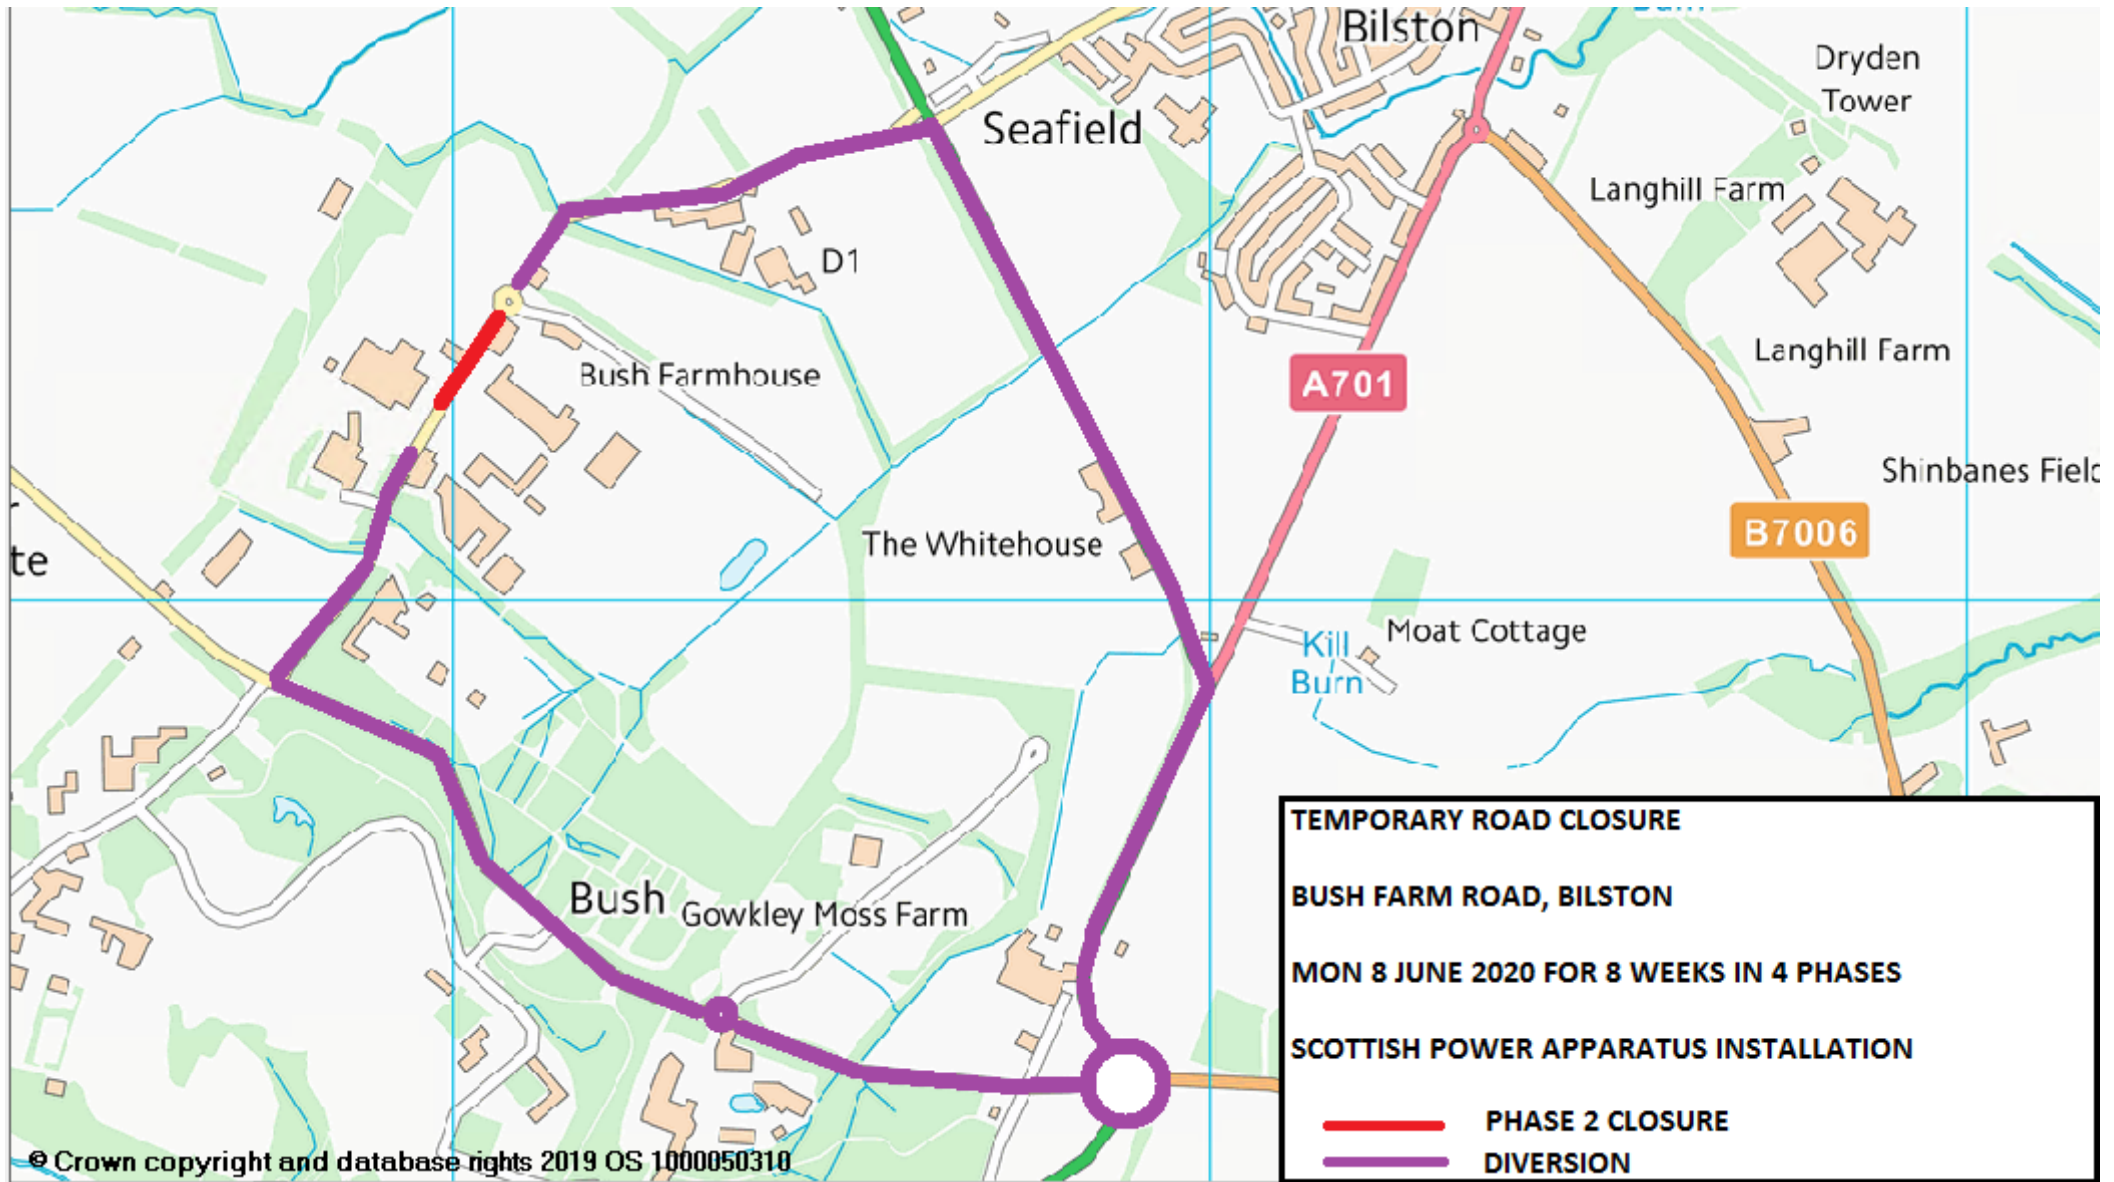 Burn
Bilston
Dryden
Tower
Seafield
Langhill Farm
D1
Langhill Farm
Bush Farmhouse
A701
Shinbanes Field
B7006
The Whitehouse
te
Kill
Burn
Moat Cottage
Bush
Gowkley Moss Farm
TEMPORARY ROAD CLOSURE
BUSH FARM ROAD, BILSTON
MON 8 JUNE 2020 FOR 8 WEEKS IN 4 PHASES
SCOTTISH POWER APPARATUS INSTALLATION
PHASE 2 CLOSURE
DIVERSION
© Crown copyright and database rights 2019 OS 1000050310